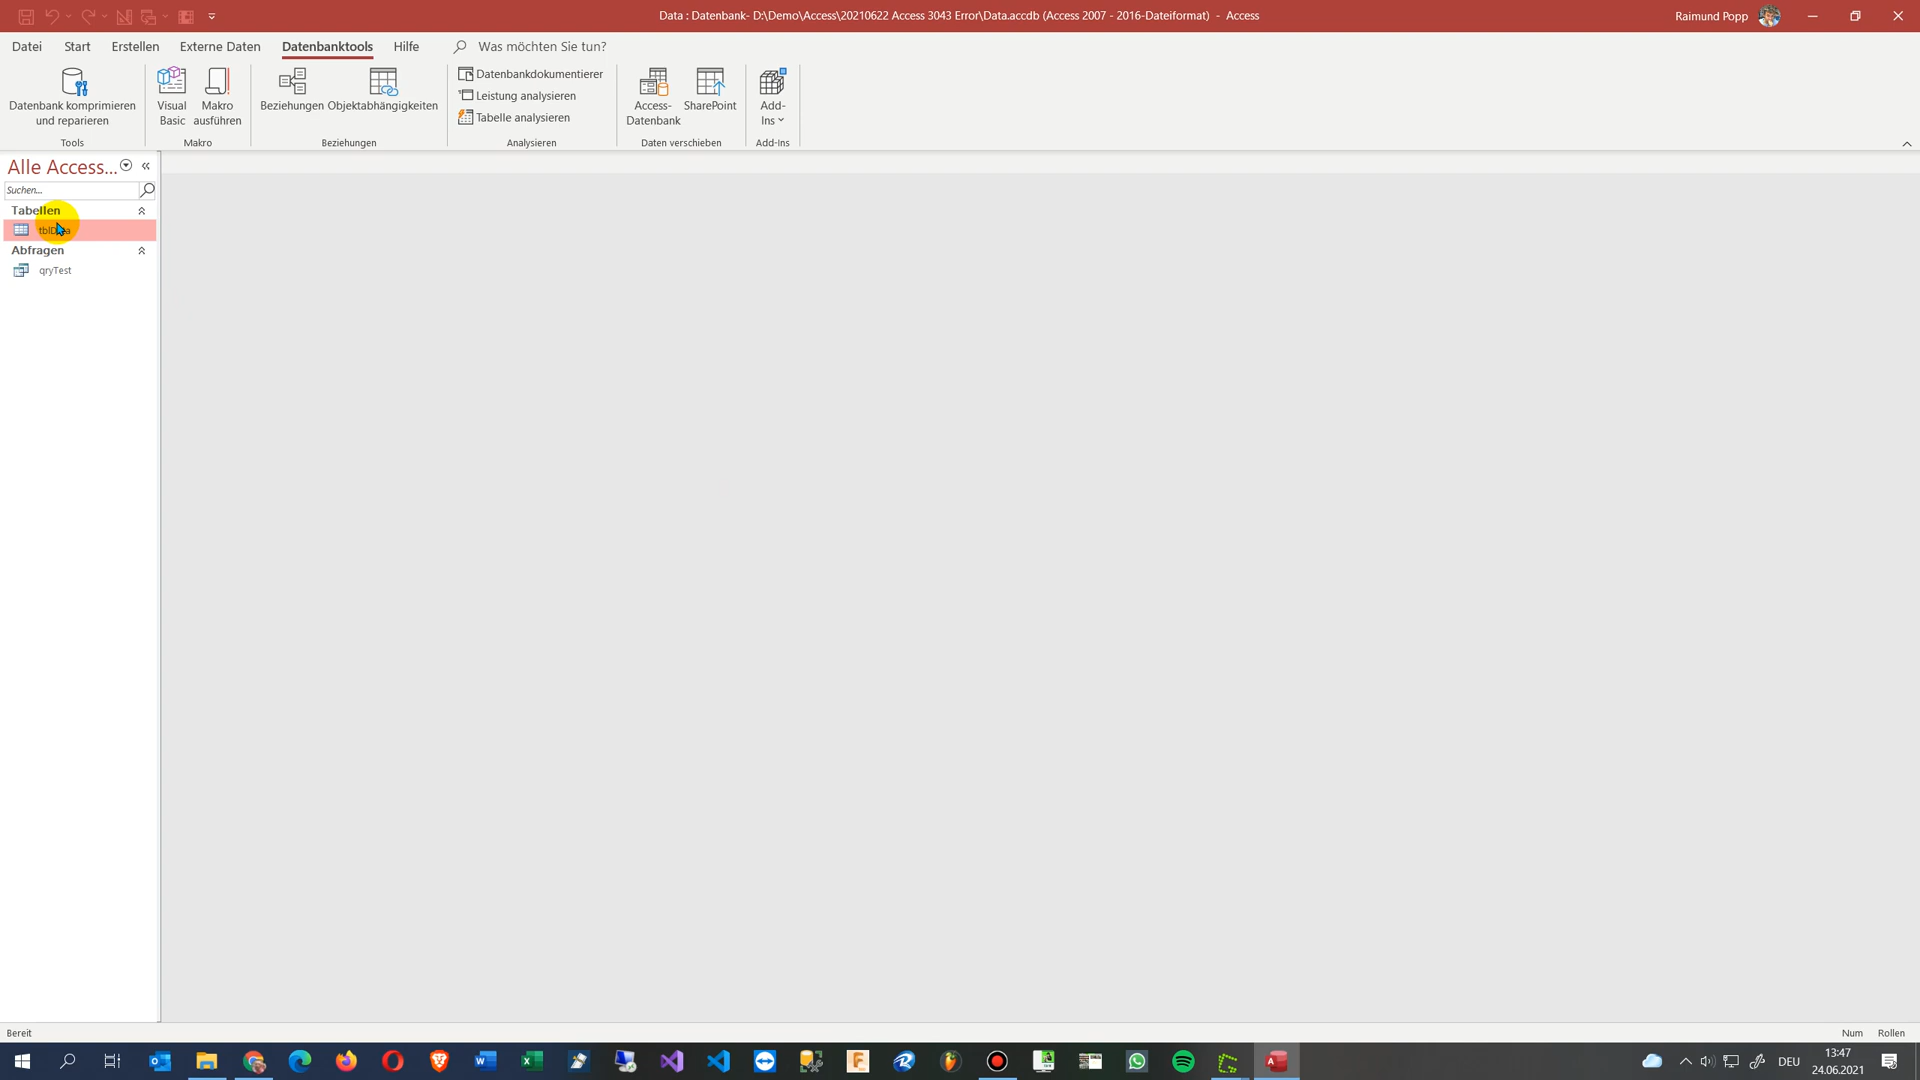 Data : Datenbank- D:\Demo\Access\20210622 Access 3043 Error\Data.accdb (Access 2007 - 2016-Dateiformat) - Access
Raimund Popp
Datei Start Erstellen Externe Daten Datenbanktools Hilfe Was möchten Sie tun?
Datenbank komprimieren
und reparieren
Tools
Visual
Basic
Makro
ausführen
Makro
Beziehungen
Objektabhängigkeiten
Beziehungen
Datenbankdokumentierer
Leistung analysieren
Tabelle analysieren
Analysieren
Access-
Datenbank
SharePoint
Daten verschieben
Add-
Ins
Add-Ins
Alle Access...
Suchen...
Tabellen
Abfragen
qryTest
Bereit
Num Rollen
DEU
13:47
24.06.2021